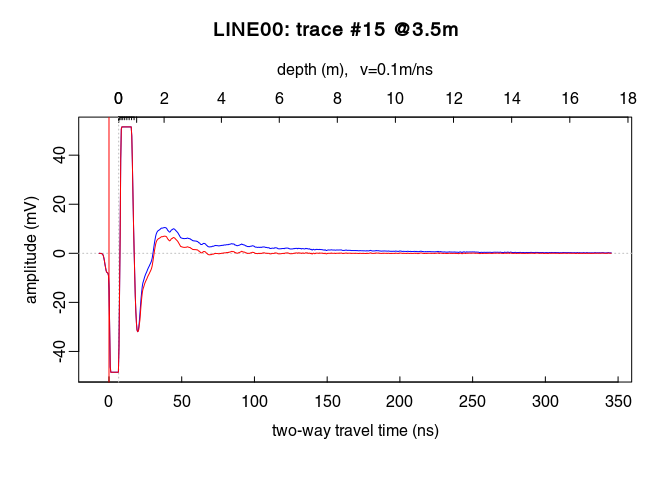 LINE00: trace #15 @3.5m
depth (m),   v=0.1m/ns
0 0 2 4 6 8 10 12 14 16 18
40
20
0
-20
-40
amplitude (mV)
0 50 100 150 200 250 300 350
two-way travel time (ns)